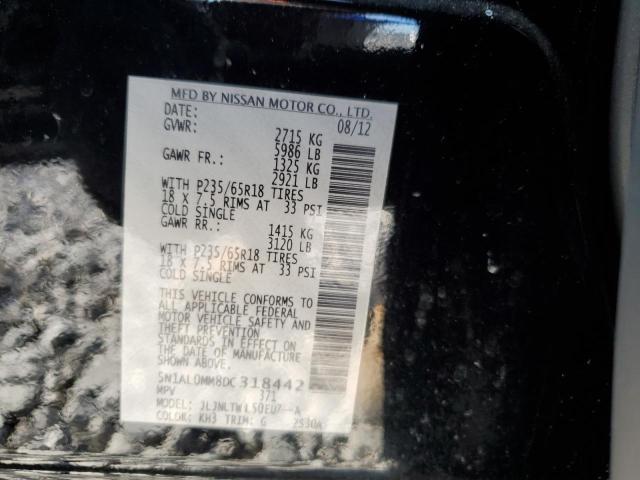 MFD BY NISSAN MOTOR CO., LTD.
DATE: 08/12
GVWR: 2715 KG
5986 LB
GAWR FR.: 1325 KG
2921 LB
WITH P235/65R18 TIRES
18 X 7.5 RIMS AT 33 PSI
COLD SINGLE
GAWR RR.: 1415 KG
3120 LB
WITH P235/65R18 TIRES
18 X 7.5 RIMS AT 33 PSI
COLD SINGLE
THIS VEHICLE CONFORMS TO
ALL APPLICABLE FEDERAL
MOTOR VEHICLE SAFETY AND
THEFT PREVENTION
STANDARDS IN EFFECT ON
THE DATE OF MANUFACTURE
SHOWN ABOVE.
5N1AL0MM8DC318442
MPV 371
MODEL: JLJNLTWL50EU7--A
COLOR: KH3 TRIM: G 2530A